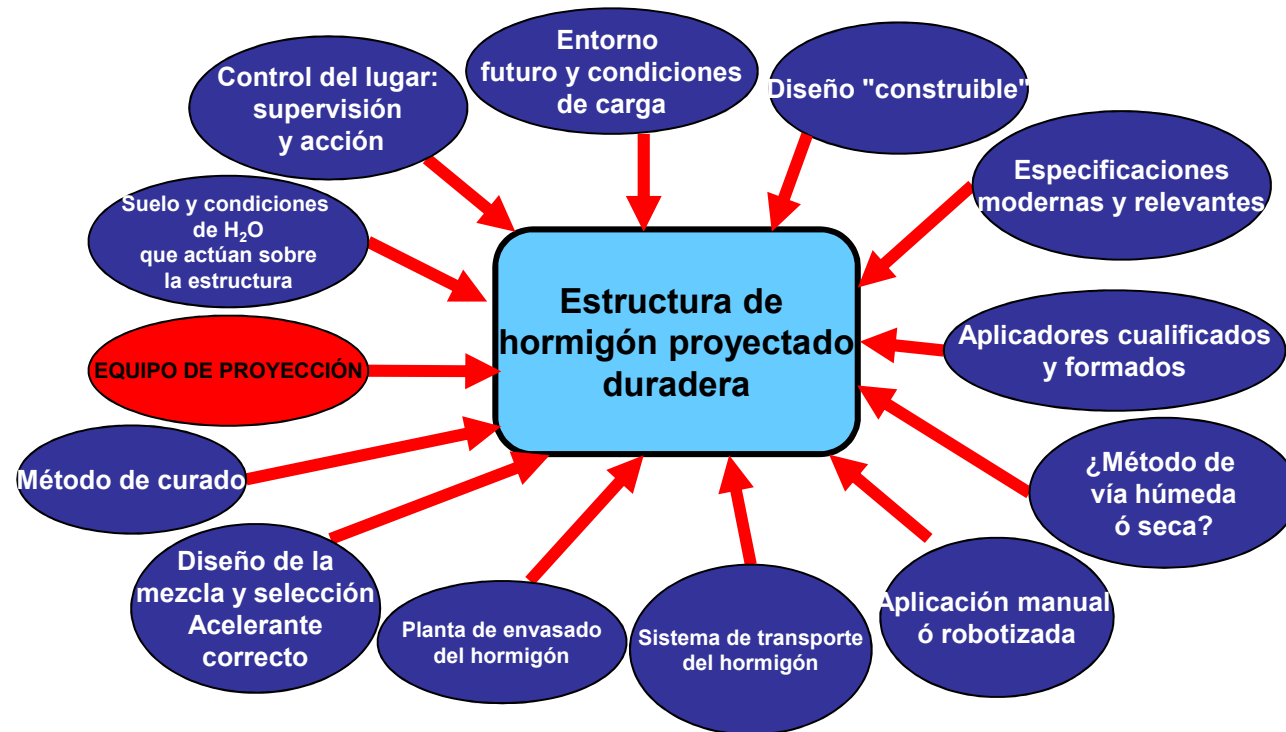 Entorno
futuro y condiciones
de carga
Control del lugar:
supervisión
y acción
Diseño "construible"
Especificaciones
modernas y relevantes
Suelo y condiciones
de H₂O
que actúan sobre
la estructura
Estructura de
hormigón proyectado
duradera
EQUIPO DE PROYECCIÓN
Aplicadores cualificados
y formados
Método de curado
¿Método de
vía húmeda
ó seca?
Diseño de la
mezcla y selección
Acelerante
correcto
Planta de envasado
del hormigón
Sistema de transporte
del hormigón
Aplicación manual
ó robotizada